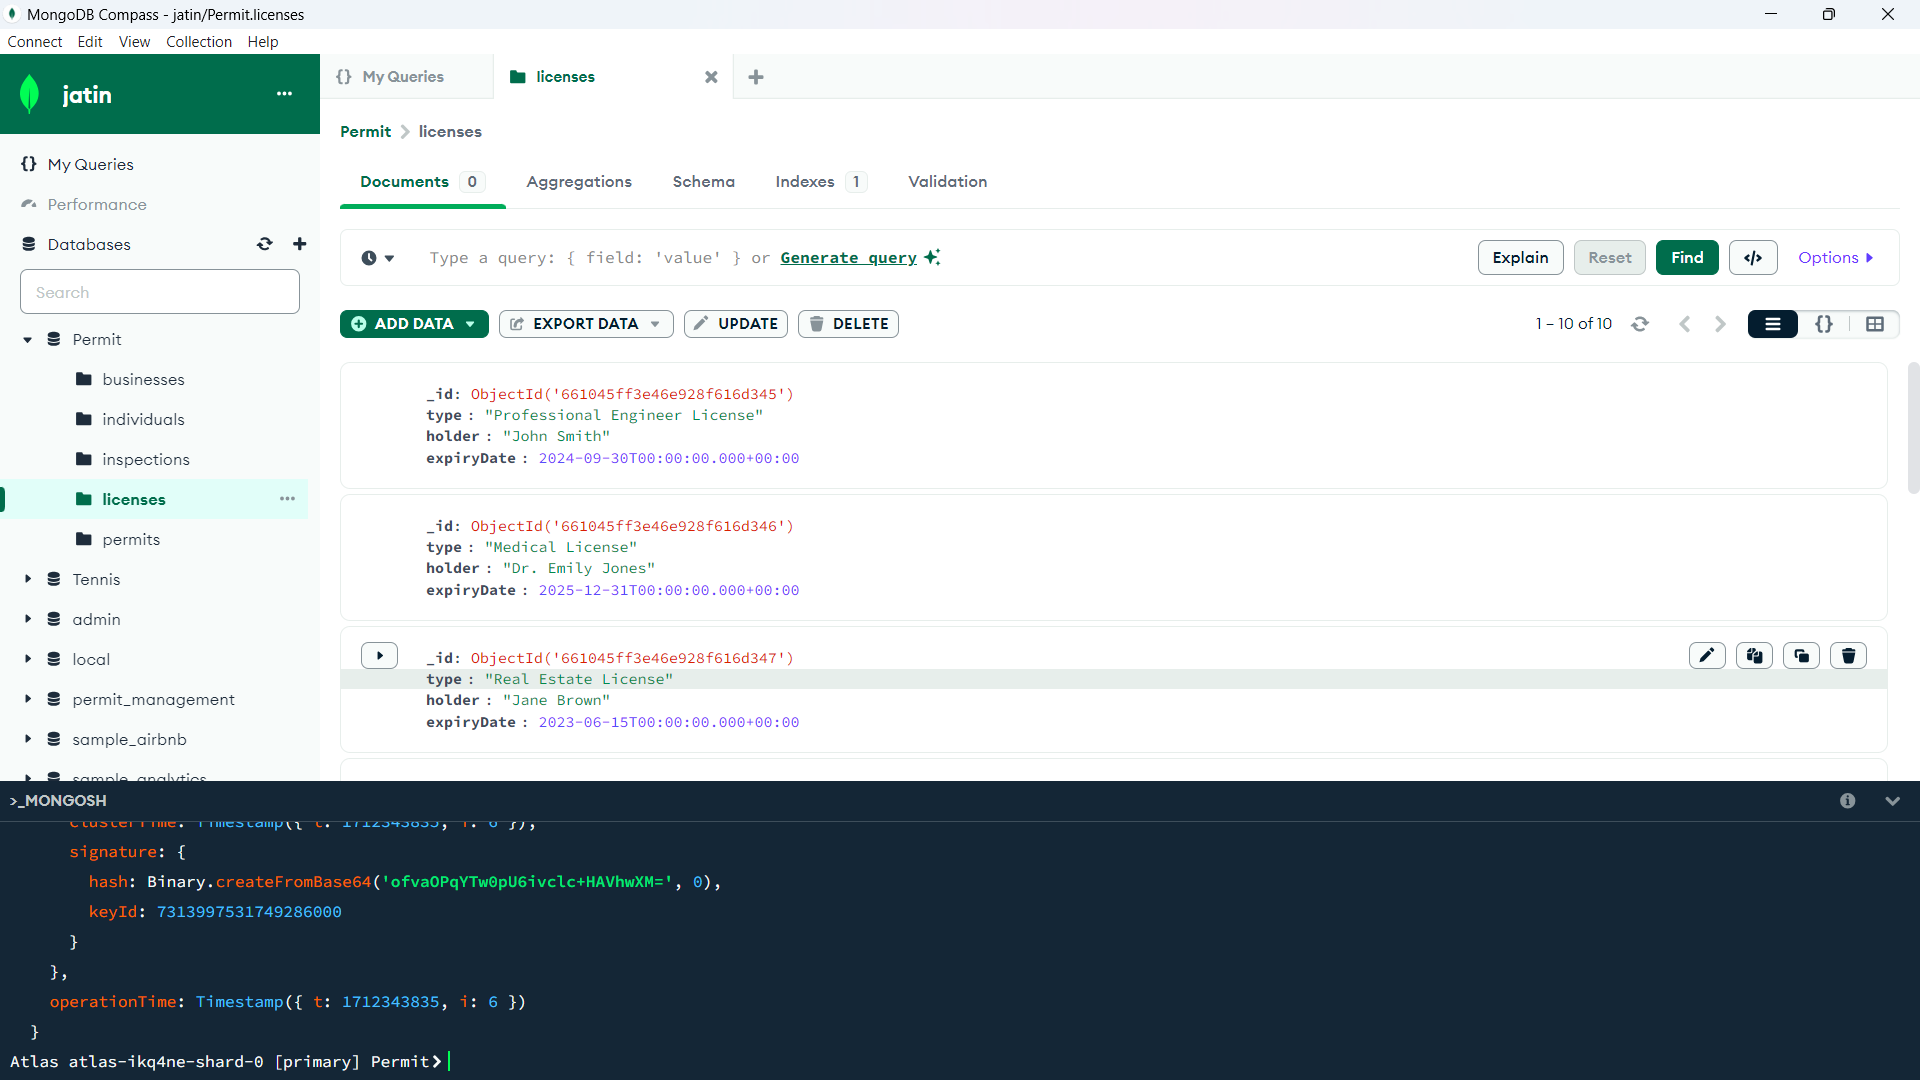 MongoDB Compass - jatin/Permit.licenses
Connect Edit View Collection Help
jatin
My Queries
licenses
My Queries
Performance
Databases
Search
Permit
businesses
individuals
inspections
licenses
permits
Tennis
admin
local
permit_management
sample_airbnb
sample_analytics
Permit > licenses
Documents 0 Aggregations Schema Indexes 1 Validation
Type a query: { field: 'value' } or Generate query
Explain Reset Find </> Options
ADD DATA EXPORT DATA UPDATE DELETE 1 – 10 of 10 {}
_id: ObjectId('661045ff3e46e928f616d345')
type : "Professional Engineer License"
holder : "John Smith"
expiryDate : 2024-09-30T00:00:00.000+00:00
_id: ObjectId('661045ff3e46e928f616d346')
type : "Medical License"
holder : "Dr. Emily Jones"
expiryDate : 2025-12-31T00:00:00.000+00:00
_id: ObjectId('661045ff3e46e928f616d347')
type : "Real Estate License"
holder : "Jane Brown"
expiryDate : 2023-06-15T00:00:00.000+00:00
>_MONGOSH
clusterTime: Timestamp({ t: 1712343835, i: 6 }),
signature: {
hash: Binary.createFromBase64('ofvaOPqYTw0pU6ivclc+HAVhwXM=', 0),
keyId: 7313997531749286000
}
},
operationTime: Timestamp({ t: 1712343835, i: 6 })
}
Atlas atlas-ikq4ne-shard-0 [primary] Permit>